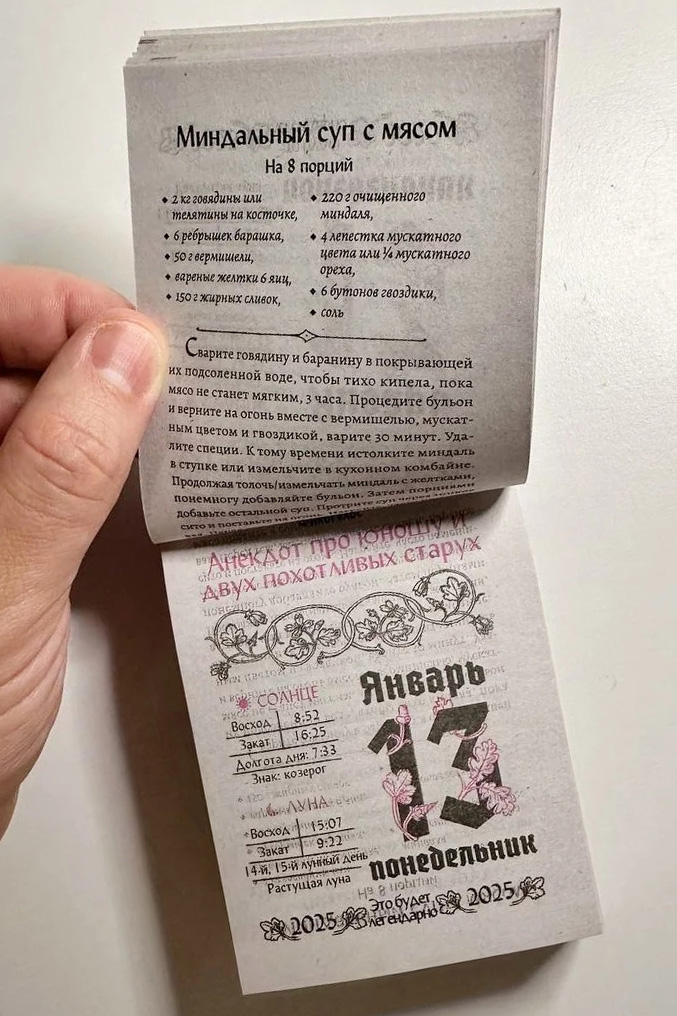 Миндальный суп с мясом
На 8 порций
♦ 2 кг говядины или
телятины на косточке,
♦ 6 ребрышек барашка,
♦ 50 г вермишели,
♦ вареные желтки 6 яиц,
♦ 150 г жирных сливок,
♦ 220 г очищенного
миндаля,
♦ 4 лепестка мускатного
цвета или ¼ мускатного
ореха,
♦ 6 бутонов гвоздики,
♦ соль
Сварите говядину и баранину в покрывающей
их подсоленной воде, чтобы тихо кипела, пока
мясо не станет мягким, 3 часа. Процедите бульон
и верните на огонь вместе с вермишелью, мускат-
ным цветом и гвоздикой, варите 30 минут. Уда-
лите специи. К тому времени истолките миндаль
в ступке или измельчите в кухонном комбайне.
Продолжая толочь/измельчать миндаль с желтками,
понемногу добавляйте бульон. Затем порциями
добавьте остальной суп. Протрите суп через
сито и поставьте на огонь.
Анекдот про юношу и
двух похотливых старух
СОЛНЦЕ
Восход 8:52
Закат 16:25
Долгота дня: 7:33
Знак: козерог
ЛУНА
Восход 15:07
Закат 9:22
14-й, 15-й лунный день
Растущая луна
Январь
13
понедельник
2025 Это будет легендарно 2025